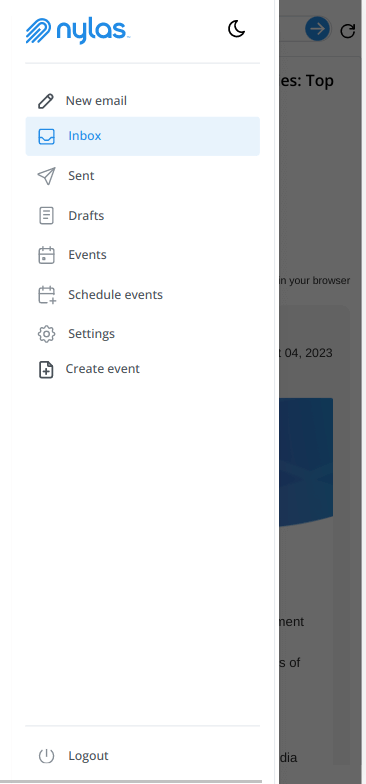 nylas
es: Top
New email
Inbox
Sent
Drafts
Events
in your browser
Schedule events
Settings
04, 2023
Create event
ment
s of
dia
Logout